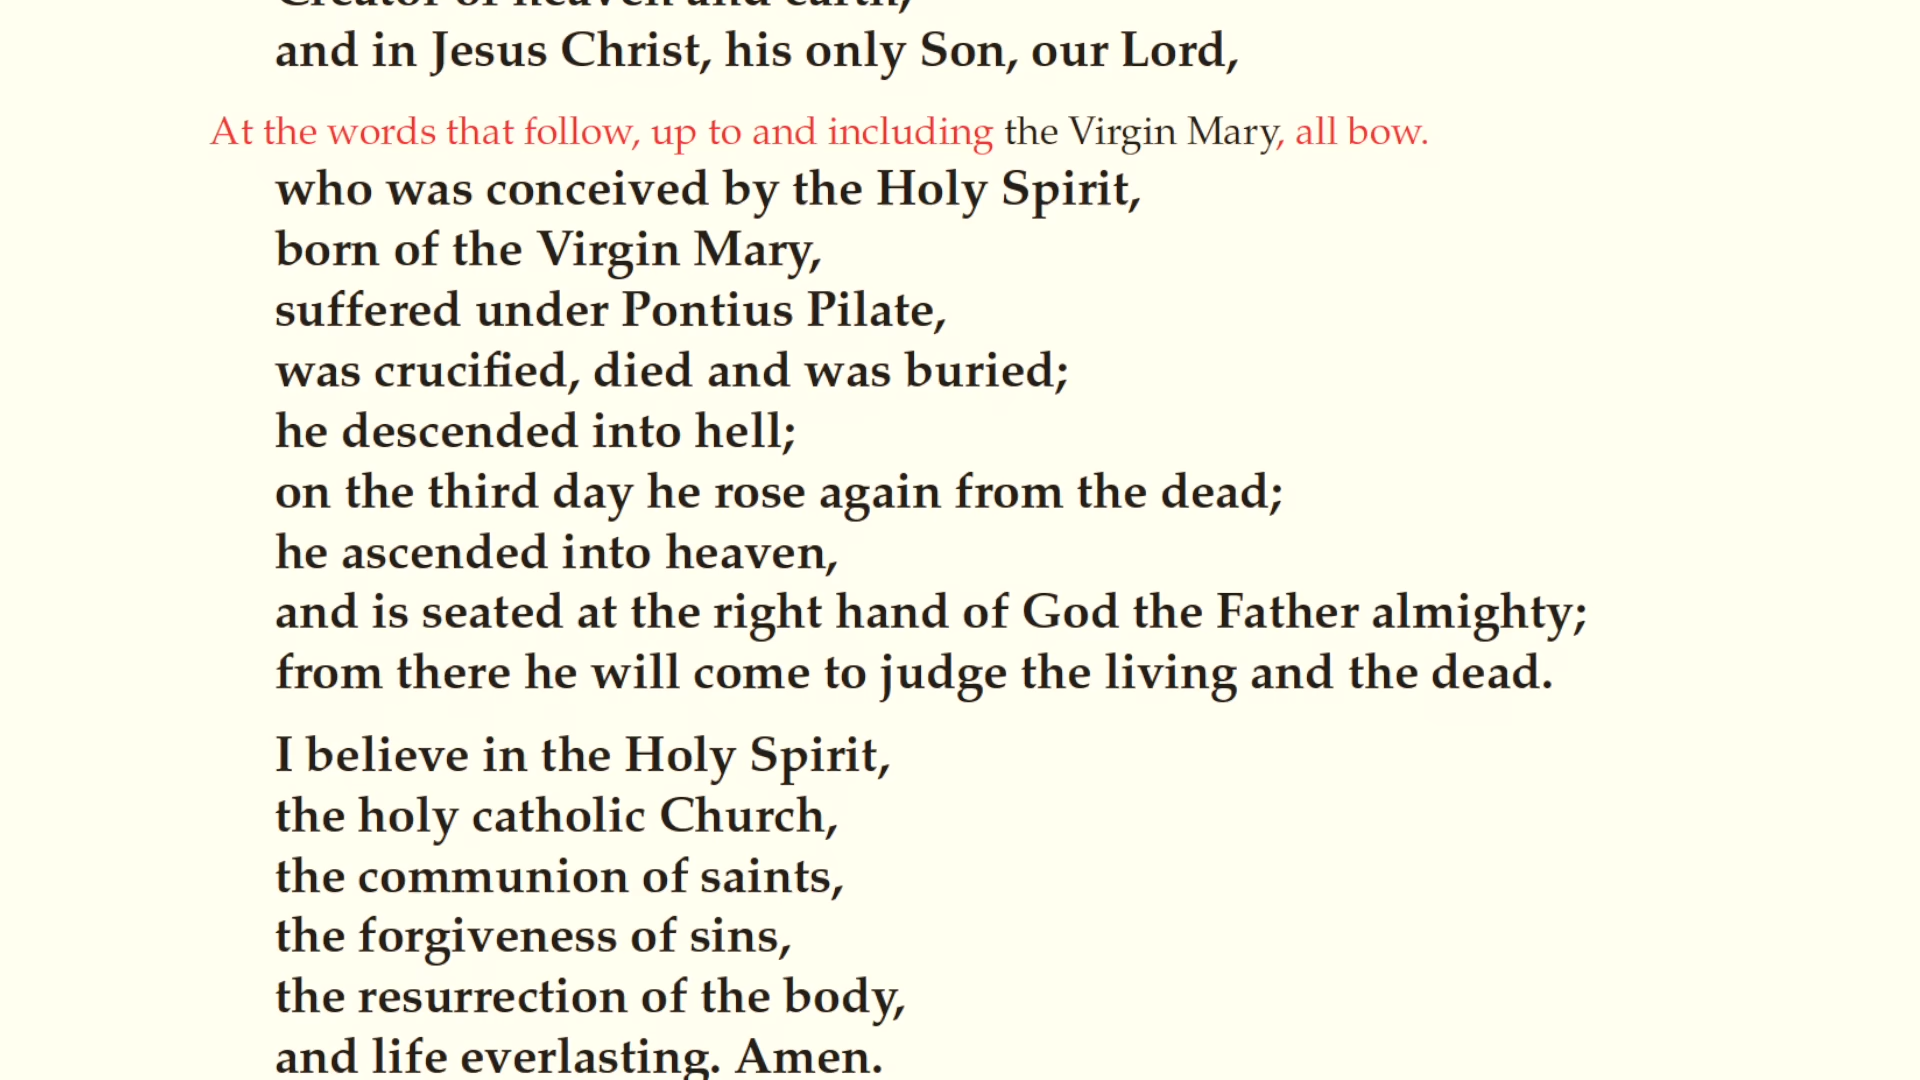 Creator of heaven and earth,
and in Jesus Christ, his only Son, our Lord,
At the words that follow, up to and including the Virgin Mary, all bow.
who was conceived by the Holy Spirit,
born of the Virgin Mary,
suffered under Pontius Pilate,
was crucified, died and was buried;
he descended into hell;
on the third day he rose again from the dead;
he ascended into heaven,
and is seated at the right hand of God the Father almighty;
from there he will come to judge the living and the dead.
I believe in the Holy Spirit,
the holy catholic Church,
the communion of saints,
the forgiveness of sins,
the resurrection of the body,
and life everlasting. Amen.